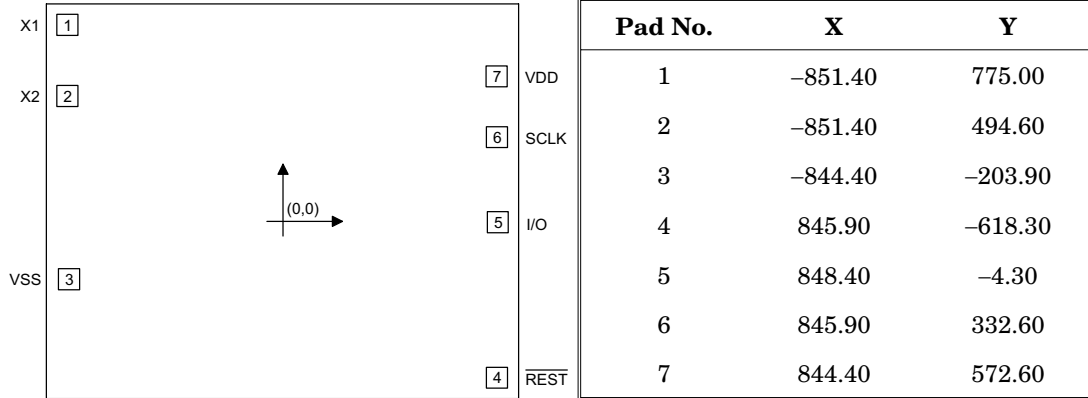 X1 1
X2 2
VSS 3
(0,0)
7 VDD
6 SCLK
5 I/O
4 REST
Pad No. X Y
1 –851.40 775.00
2 –851.40 494.60
3 –844.40 –203.90
4 845.90 –618.30
5 848.40 –4.30
6 845.90 332.60
7 844.40 572.60